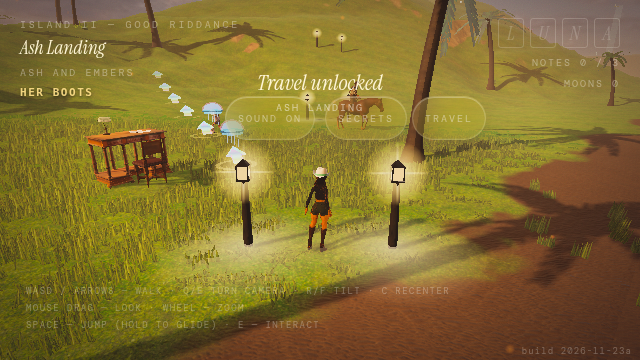 ISLAND II — GOOD RIDDANCE
Ash Landing
ASH AND EMBERS
HER BOOTS
L U N A
NOTES 0 /
MOONS 0
Travel unlocked
ASH LANDING
SOUND ON
SECRETS
TRAVEL
WASD / ARROWS — WALK
TURN CAMERA
R/F TILT
C RECENTER
MOUSE DRAG — LOOK
WHEEL — ZOOM
SPACE — JUMP (HOLD TO GLIDE)
E — INTERACT
build 2026-11-23a